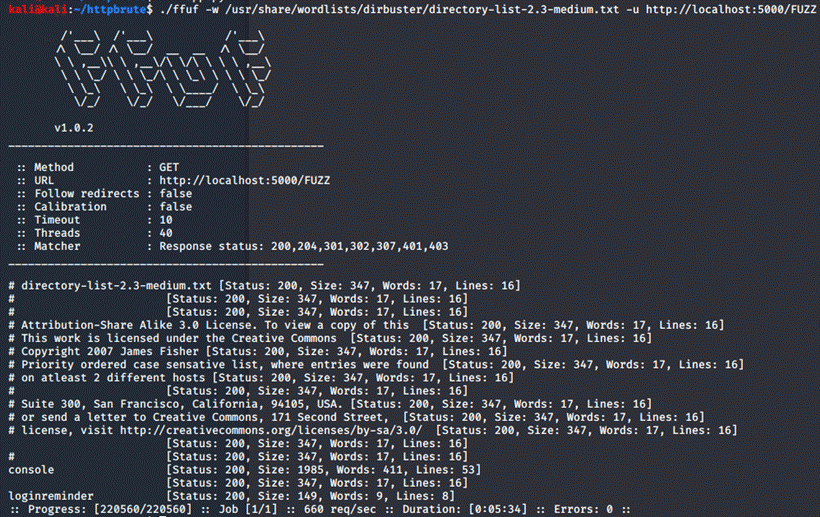 kali@kali:~/httpbrute$ ./ffuf -w /usr/share/wordlists/dirbuster/directory-list-2.3-medium.txt -u http://localhost:5000/FUZZ
v1.0.2
________________________________________________
:: Method : GET
:: URL : http://localhost:5000/FUZZ
:: Follow redirects : false
:: Calibration : false
:: Timeout : 10
:: Threads : 40
:: Matcher : Response status: 200,204,301,302,307,401,403
________________________________________________
# directory-list-2.3-medium.txt [Status: 200, Size: 347, Words: 17, Lines: 16]
# [Status: 200, Size: 347, Words: 17, Lines: 16]
# [Status: 200, Size: 347, Words: 17, Lines: 16]
# Attribution-Share Alike 3.0 License. To view a copy of this [Status: 200, Size: 347, Words: 17, Lines: 16]
# This work is licensed under the Creative Commons [Status: 200, Size: 347, Words: 17, Lines: 16]
# Copyright 2007 James Fisher [Status: 200, Size: 347, Words: 17, Lines: 16]
# Priority ordered case sensative list, where entries were found [Status: 200, Size: 347, Words: 17, Lines: 16]
# on atleast 2 different hosts [Status: 200, Size: 347, Words: 17, Lines: 16]
# [Status: 200, Size: 347, Words: 17, Lines: 16]
# Suite 300, San Francisco, California, 94105, USA. [Status: 200, Size: 347, Words: 17, Lines: 16]
# or send a letter to Creative Commons, 171 Second Street, [Status: 200, Size: 347, Words: 17, Lines: 16]
# license, visit http://creativecommons.org/licenses/by-sa/3.0/ [Status: 200, Size: 347, Words: 17, Lines: 16]
[Status: 200, Size: 347, Words: 17, Lines: 16]
# [Status: 200, Size: 347, Words: 17, Lines: 16]
console [Status: 200, Size: 1985, Words: 411, Lines: 53]
[Status: 200, Size: 347, Words: 17, Lines: 16]
loginreminder [Status: 200, Size: 149, Words: 9, Lines: 8]
:: Progress: [220560/220560] :: Job [1/1] :: 660 req/sec :: Duration: [0:05:34] :: Errors: 0 ::